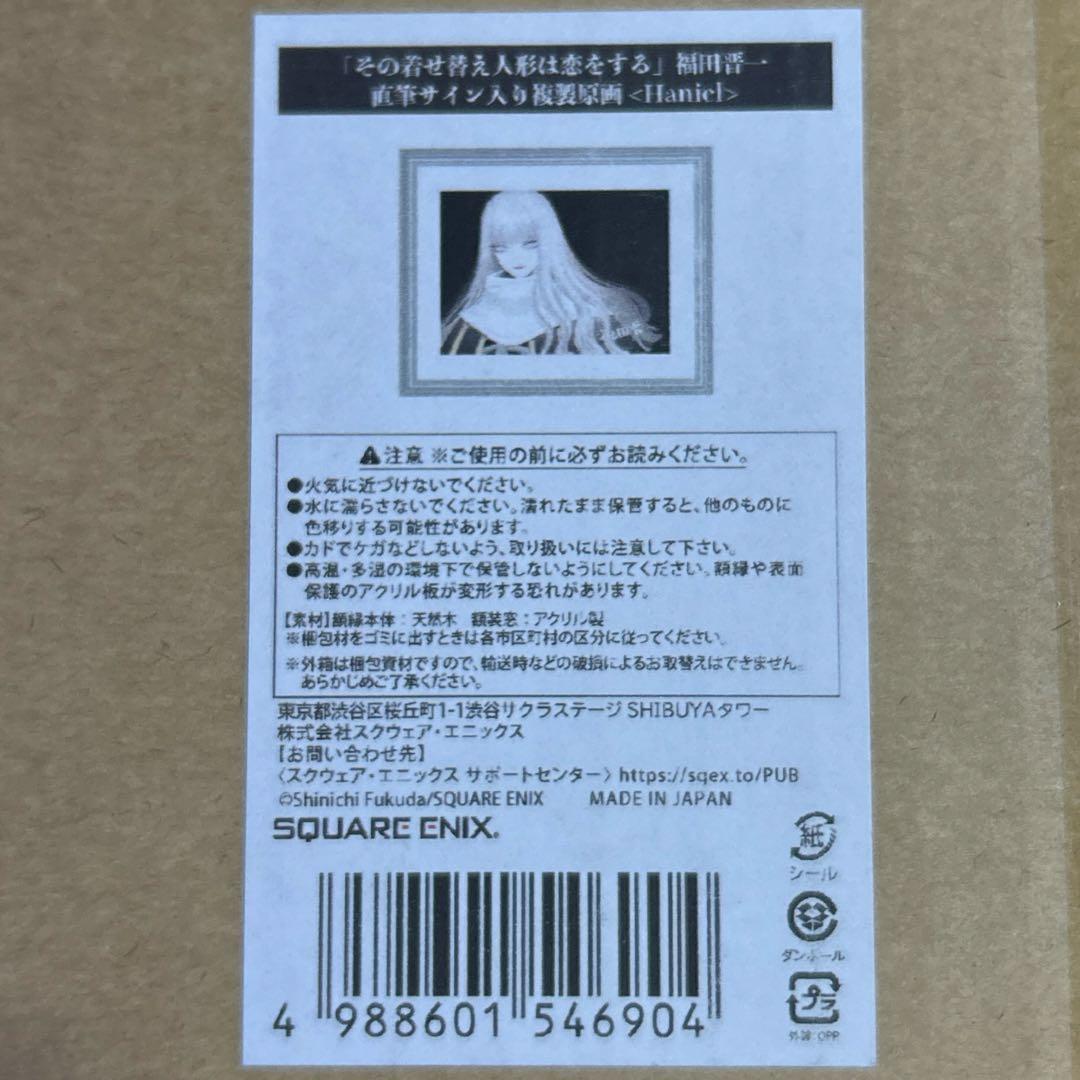 「その着せ替え人形は恋をする」福田晋一
直筆サイン入り複製原画<Haniel>
⚠注意 ※ご使用の前に必ずお読みください。
●火気に近づけないでください。
●水に濡らさないでください。濡れたまま保管すると、他のものに
色移りする可能性があります。
●カドでケガなどしないよう、取り扱いには注意して下さい。
●高温・多湿の環境下で保管しないようにしてください。額縁や表面
保護のアクリル板が変形する恐れがあります。
【素材】額縁本体：天然木 額装窓：アクリル製
※梱包材をゴミに出すときは各市区町村の区分に従ってください。
※外箱は梱包資材ですので、輸送時などの破損によるお取替えはできません。
あらかじめご了承ください。
東京都渋谷区桜丘町1-1渋谷サクラステージ SHIBUYAタワー
株式会社スクウェア・エニックス
【お問い合わせ先】
〈スクウェア・エニックス サポートセンター〉https://sqex.to/PUB
©Shinichi Fukuda/SQUARE ENIX MADE IN JAPAN
SQUARE ENIX.
紙
シール
ダンボール
プラ
外袋:OPP
4 988601 546904